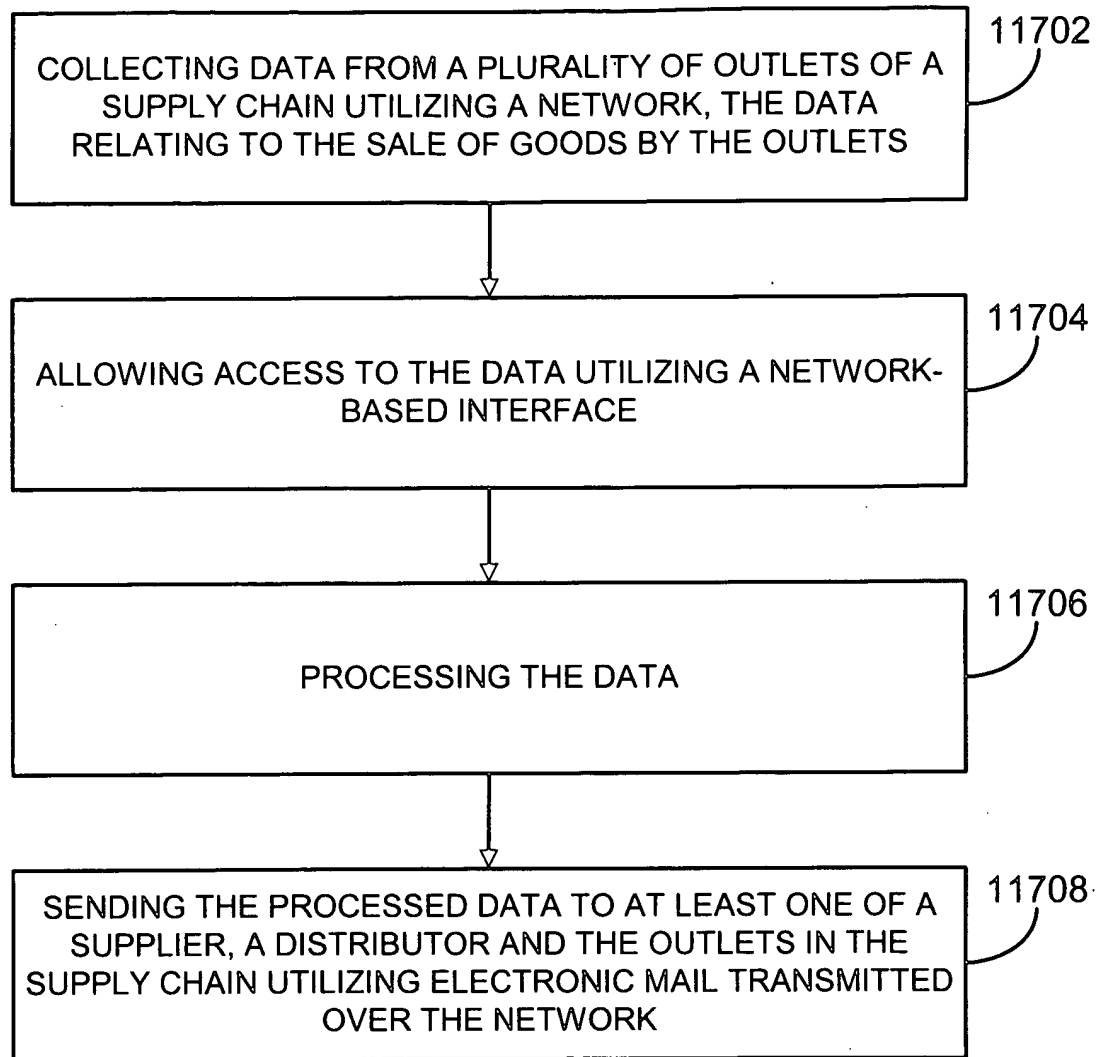 11702
COLLECTING DATA FROM A PLURALITY OF OUTLETS OF A
SUPPLY CHAIN UTILIZING A NETWORK, THE DATA
RELATING TO THE SALE OF GOODS BY THE OUTLETS
11704
ALLOWING ACCESS TO THE DATA UTILIZING A NETWORK-
BASED INTERFACE
11706
PROCESSING THE DATA
11708
SENDING THE PROCESSED DATA TO AT LEAST ONE OF A
SUPPLIER, A DISTRIBUTOR AND THE OUTLETS IN THE
SUPPLY CHAIN UTILIZING ELECTRONIC MAIL TRANSMITTED
OVER THE NETWORK